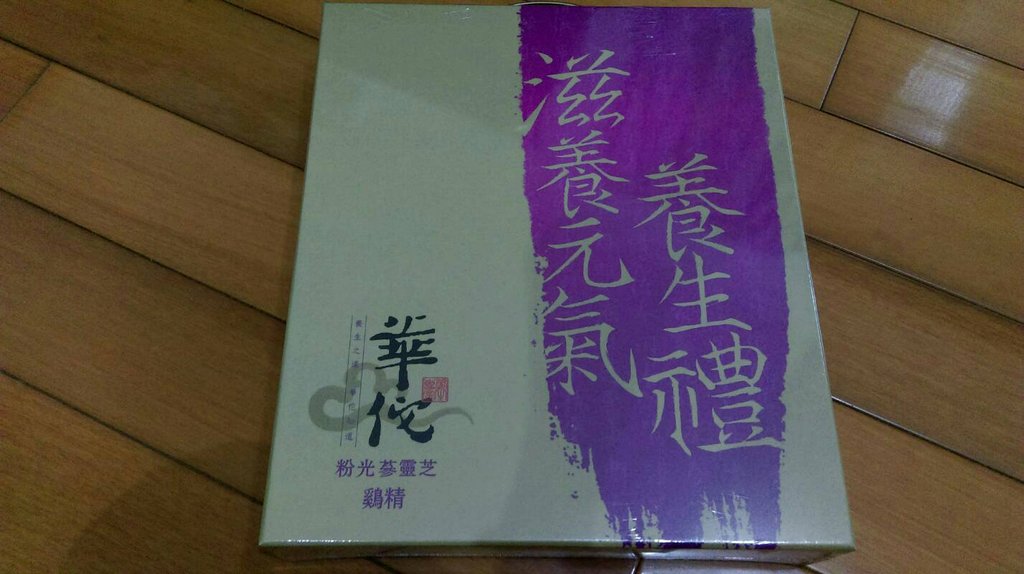 養生禮
滋養元氣
華佗
粉光蔘靈芝
鷄精